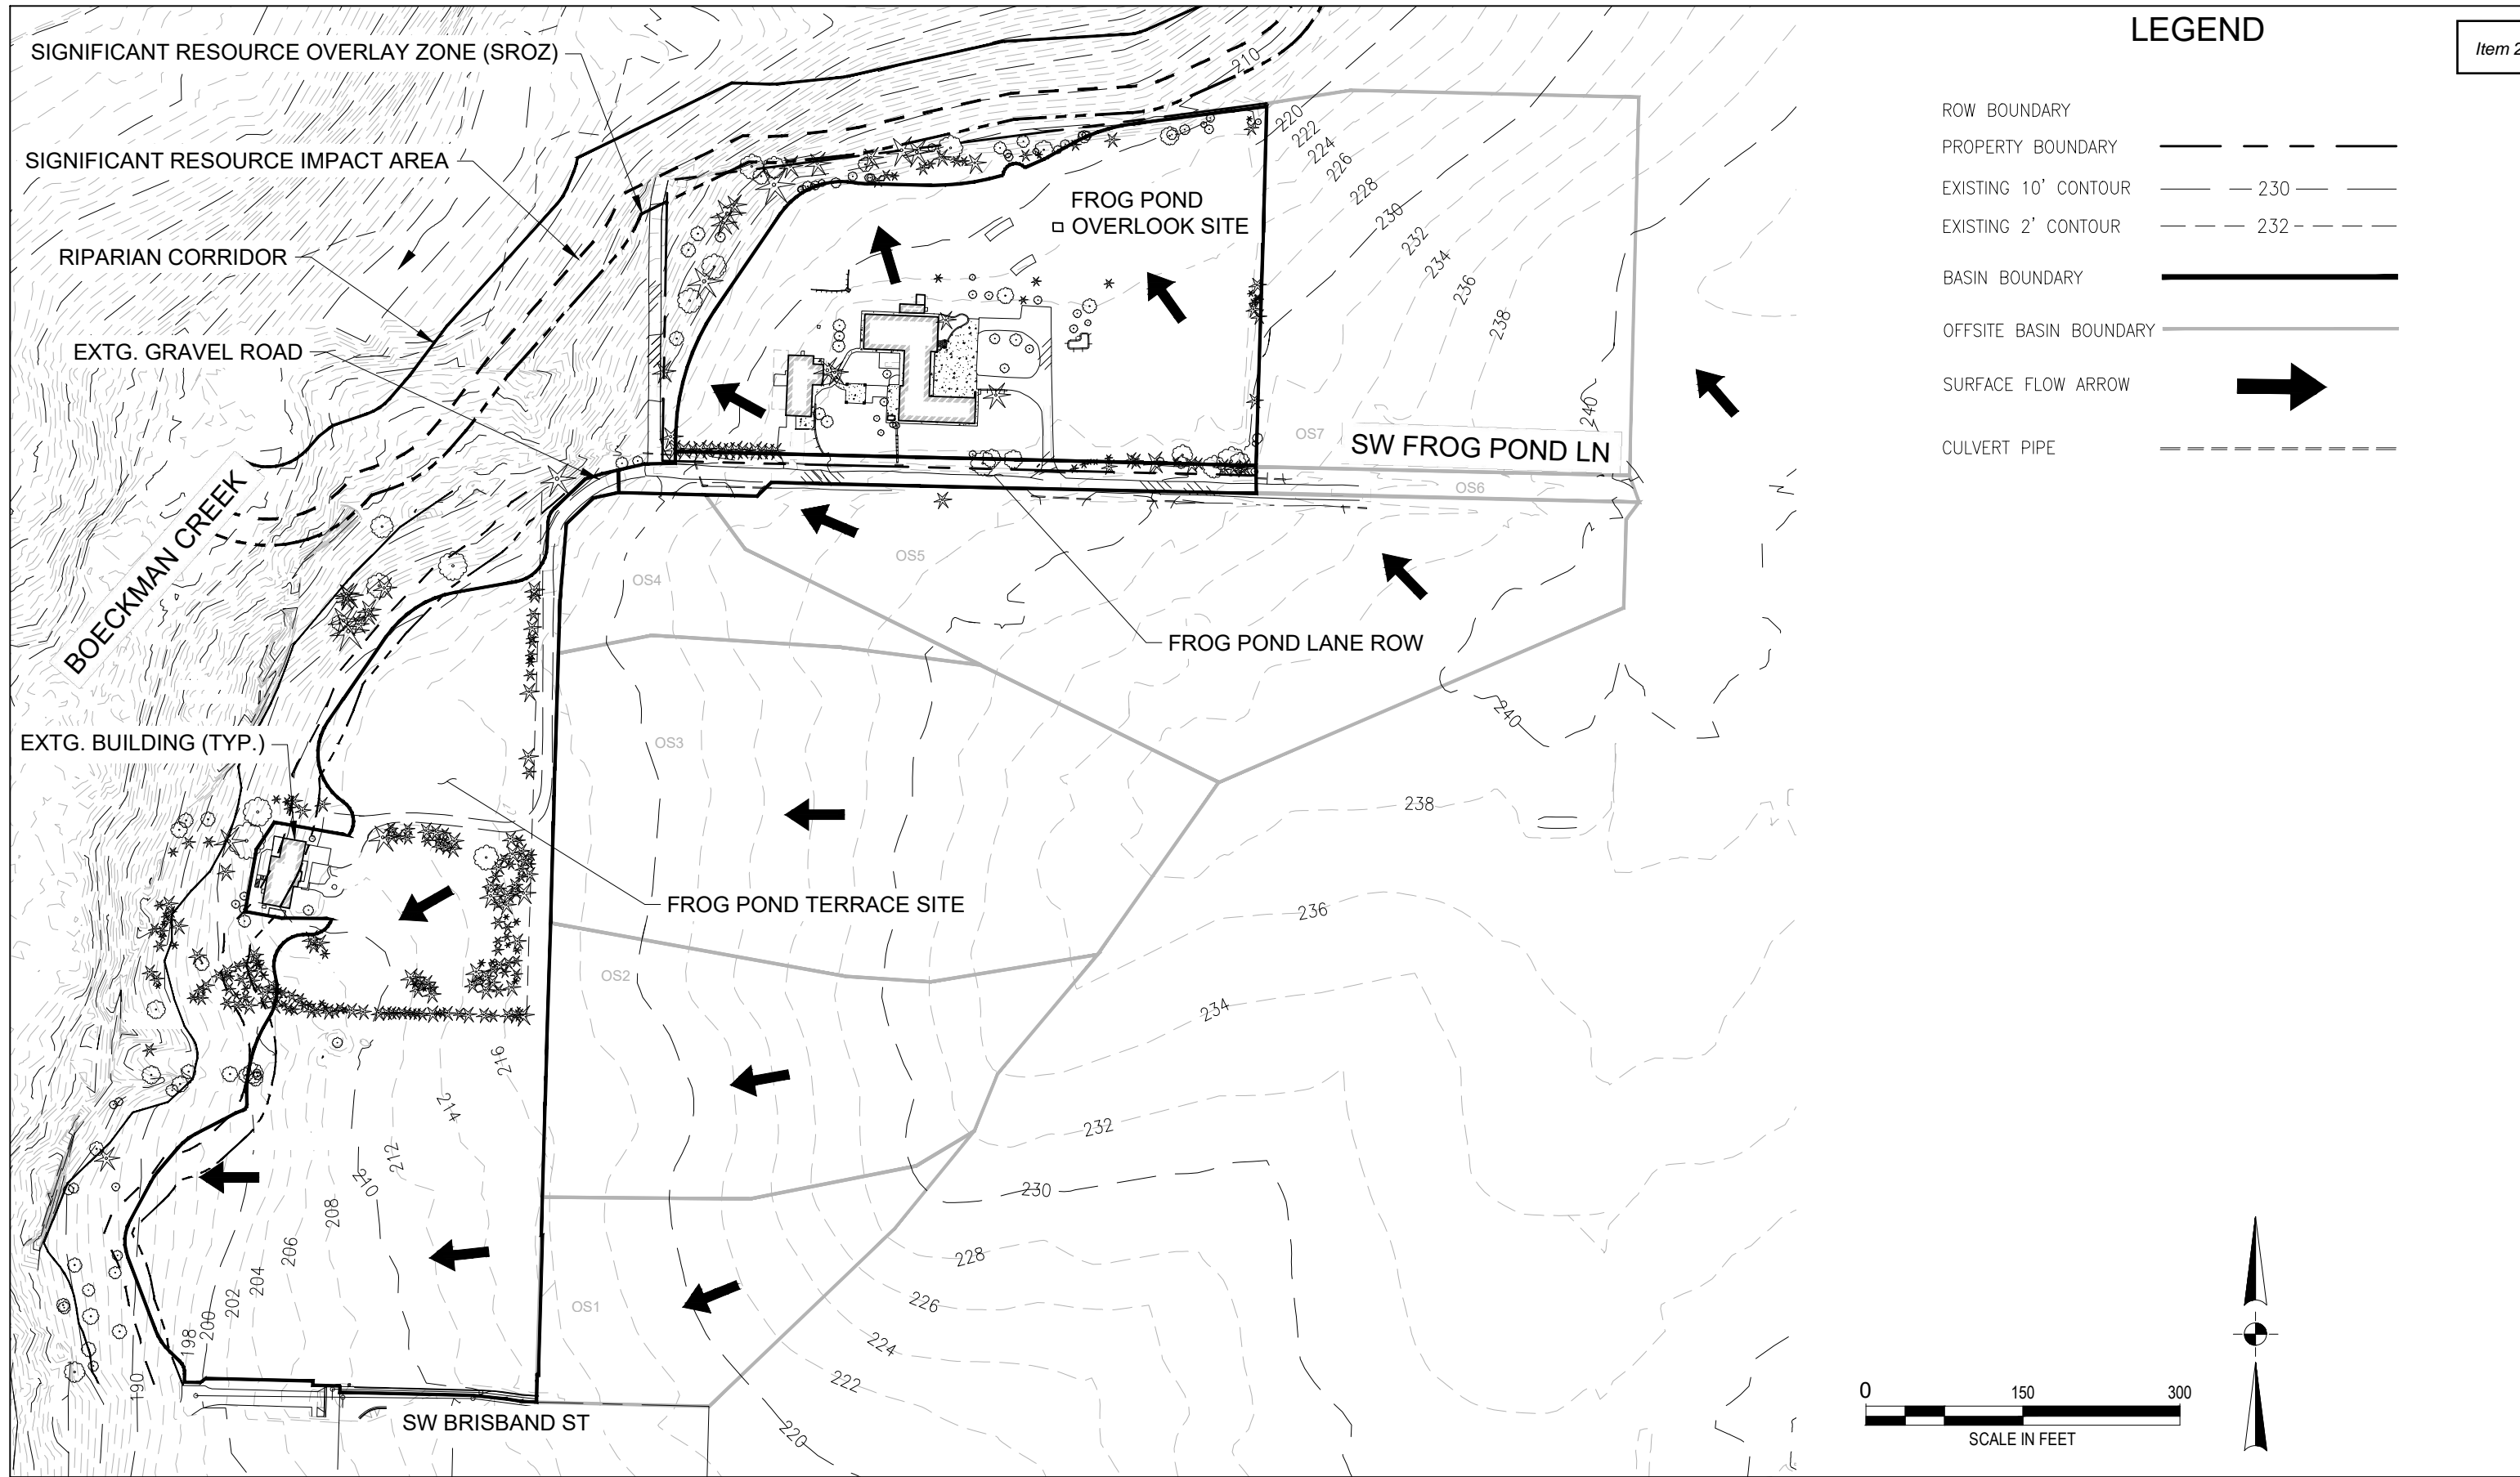 LEGEND
Item 2
SIGNIFICANT RESOURCE OVERLAY ZONE (SROZ)
SIGNIFICANT RESOURCE IMPACT AREA
RIPARIAN CORRIDOR
EXTG. GRAVEL ROAD
BOECKMAN CREEK
EXTG. BUILDING (TYP.)
FROG POND
OVERLOOK SITE
SW FROG POND LN
FROG POND LANE ROW
FROG POND TERRACE SITE
SW BRISBAND ST
ROW BOUNDARY
PROPERTY BOUNDARY
EXISTING 10' CONTOUR
230
EXISTING 2' CONTOUR
232
BASIN BOUNDARY
OFFSITE BASIN BOUNDARY
SURFACE FLOW ARROW
CULVERT PIPE
210
220
222
224
226
228
230
232
234
236
238
240
OS7
OS6
OS5
OS4
OS3
OS2
OS1
240
238
236
234
232
230
228
226
224
222
220
216
214
212
210
208
206
204
202
200
198
190
0 150 300
SCALE IN FEET